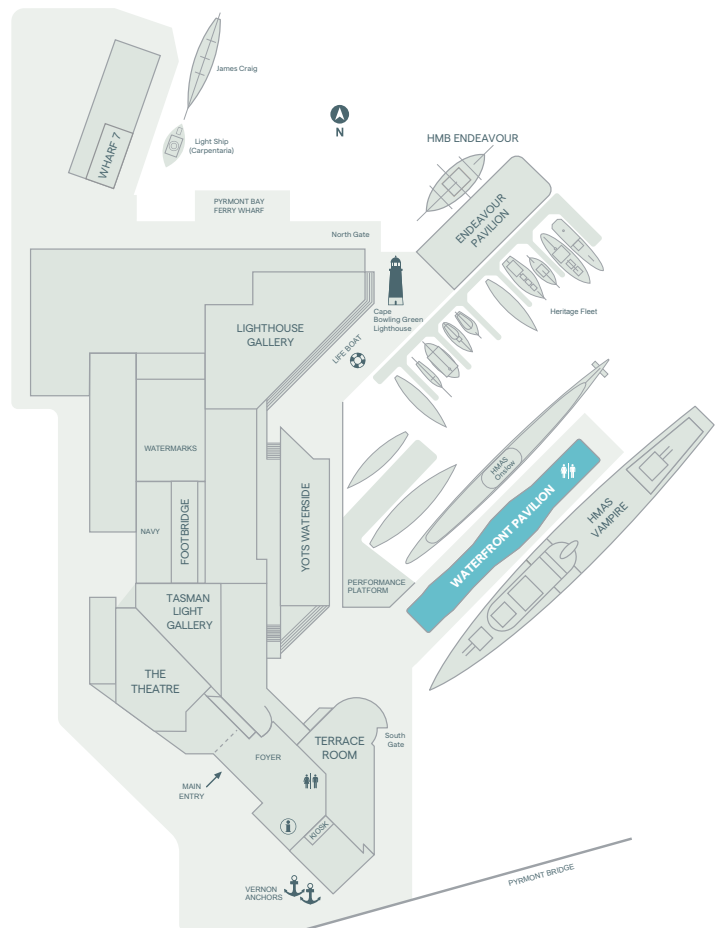 James Craig
WHARF 7
Light Ship
(Carpentaria)
N
HMB ENDEAVOUR
PYRMONT BAY
FERRY WHARF
North Gate
ENDEAVOUR
PAVILION
Cape
Bowling Green
Lighthouse
Heritage Fleet
LIGHTHOUSE
GALLERY
LIFE BOAT
WATERMARKS
HMAS
Onslow
NAVY
FOOTBRIDGE
YOTS WATERSIDE
WATERFRONT PAVILION
HMAS
VAMPIRE
PERFORMANCE
PLATFORM
TASMAN
LIGHT
GALLERY
THE
THEATRE
TERRACE
ROOM
South
Gate
FOYER
MAIN
ENTRY
i
KIOSK
VERNON
ANCHORS
PYRMONT BRIDGE